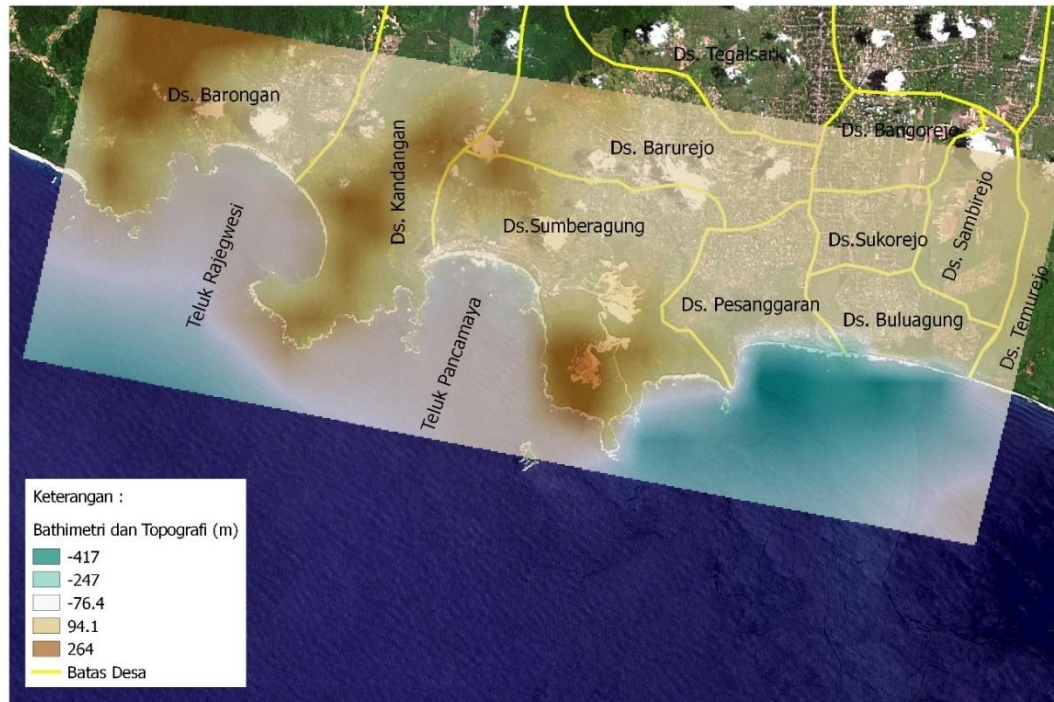 Ds. Tegalsari
Ds. Barongan
Ds. Bangorejo
Ds. Barurejo
Ds. Kandangan
Ds.Sumberagung
Ds.Sukorejo
Ds. Sambirejo
Teluk Rajegwesi
Teluk Pancamaya
Ds. Pesanggaran
Ds. Buluagung
Ds. Temurejo
Keterangan :
Bathimetri dan Topografi (m)
-417
-247
-76.4
94.1
264
Batas Desa